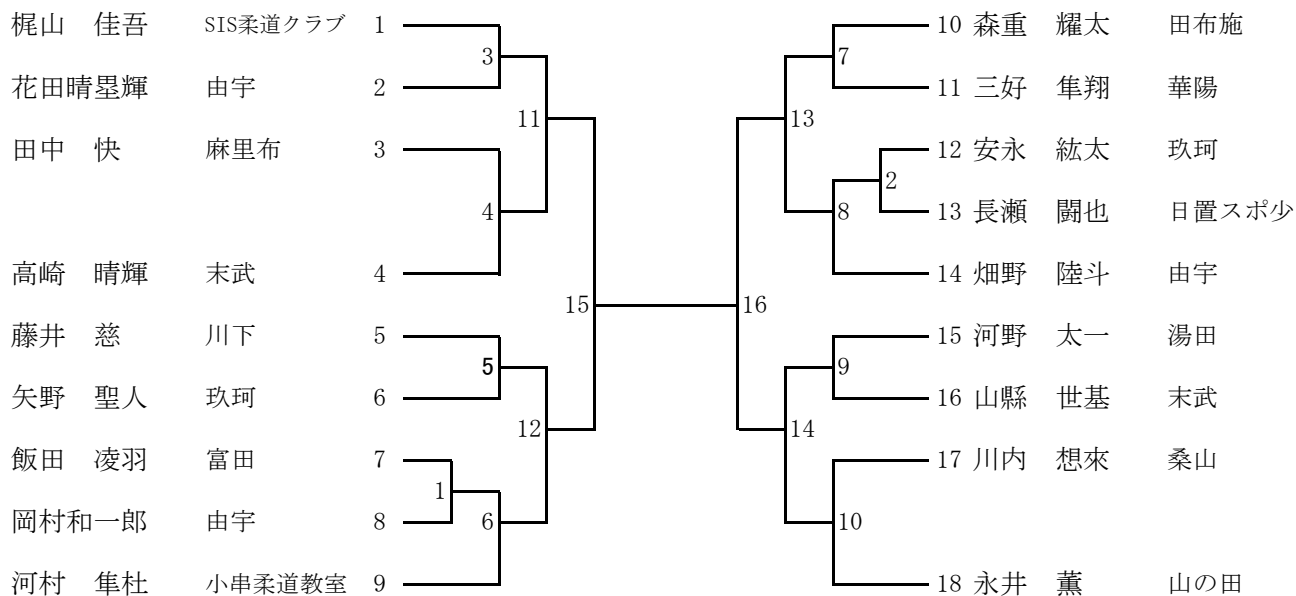 梶山　佳吾　SIS柔道クラブ　1
花田晴塁輝　由宇　2
田中　快　麻里布　3
高崎　晴輝　末武　4
藤井　慈　川下　5
矢野　聖人　玖珂　6
飯田　凌羽　富田　7
岡村和一郎　由宇　8
河村　隼杜　小串柔道教室　9
3
11
4
15
5
12
1
6
7
13
2
8
16
9
14
10
10　森重　耀太　田布施
11　三好　隼翔　華陽
12　安永　紘太　玖珂
13　長瀬　闘也　日置スポ少
14　畑野　陸斗　由宇
15　河野　太一　湯田
16　山縣　世基　末武
17　川内　想來　桑山
18　永井　薫　山の田